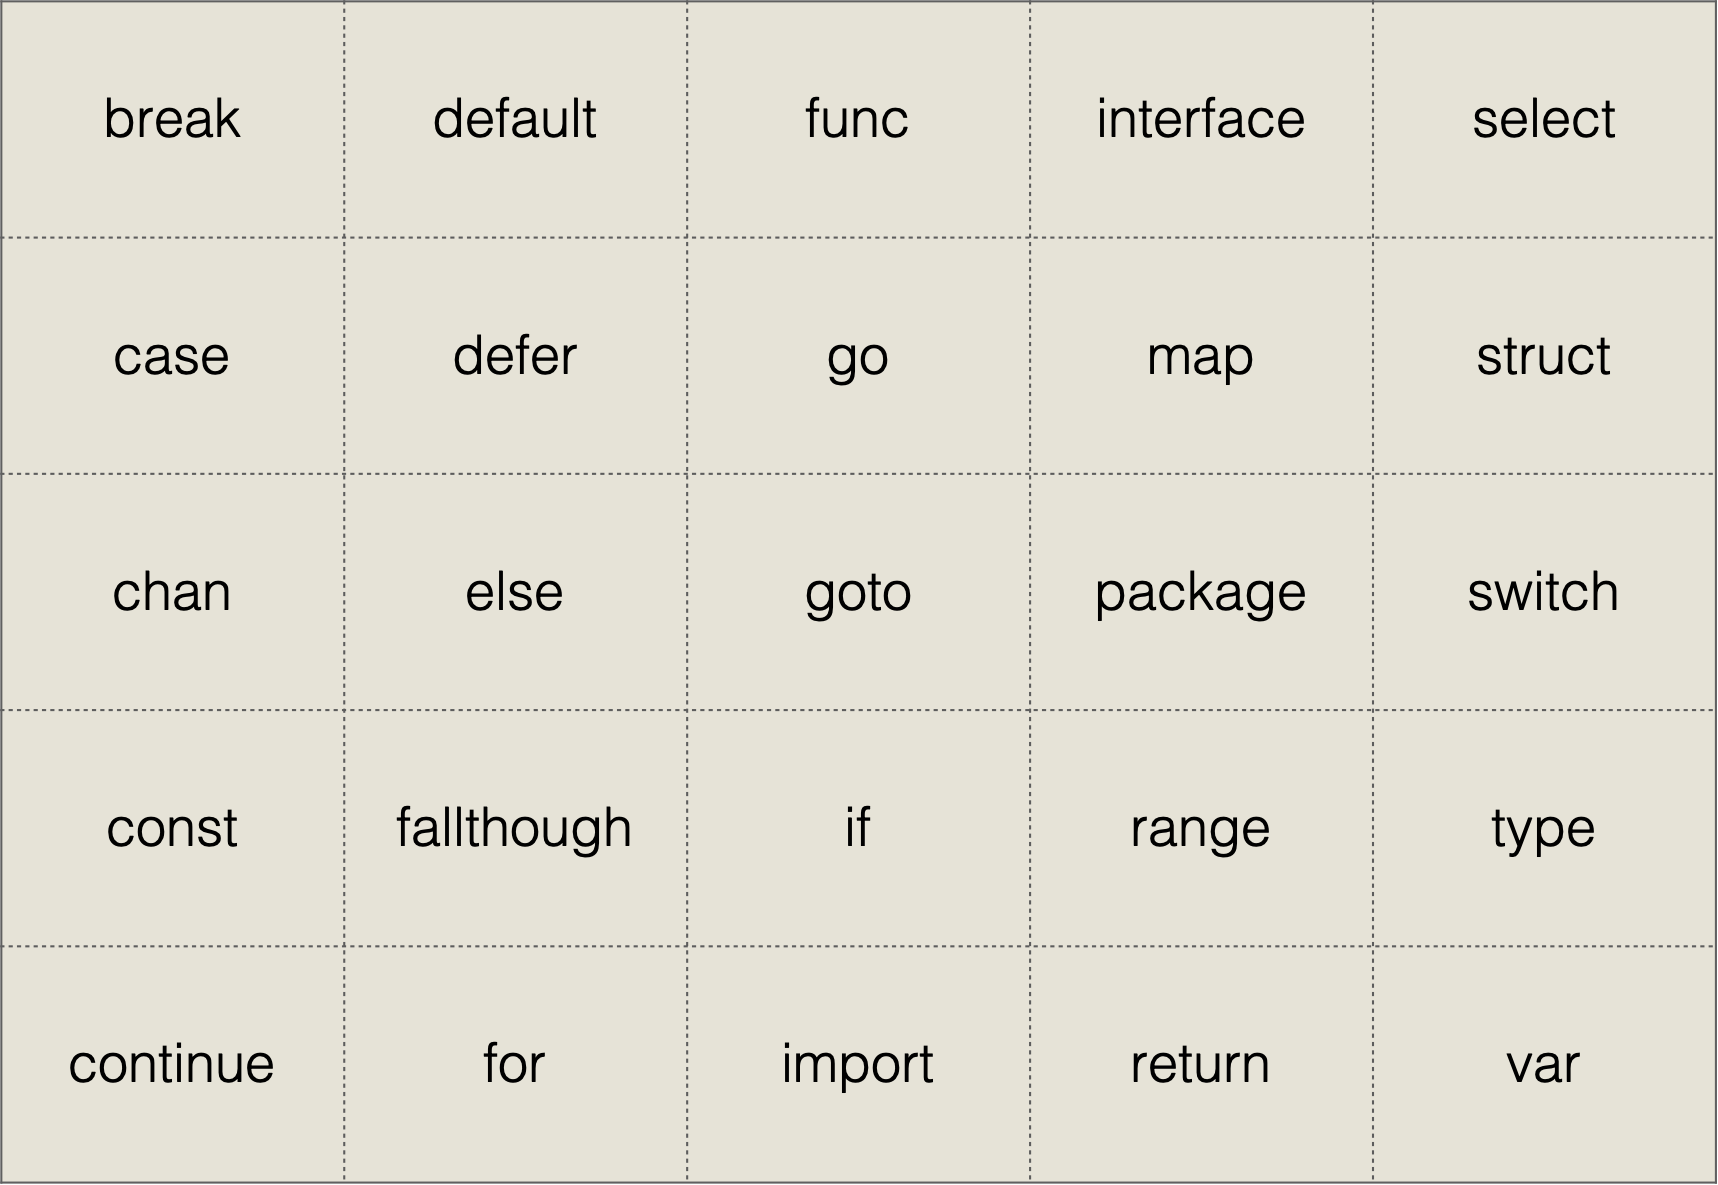 break default func interface select
case defer go map struct
chan else goto package switch
const fallthough if range type
continue for import return var